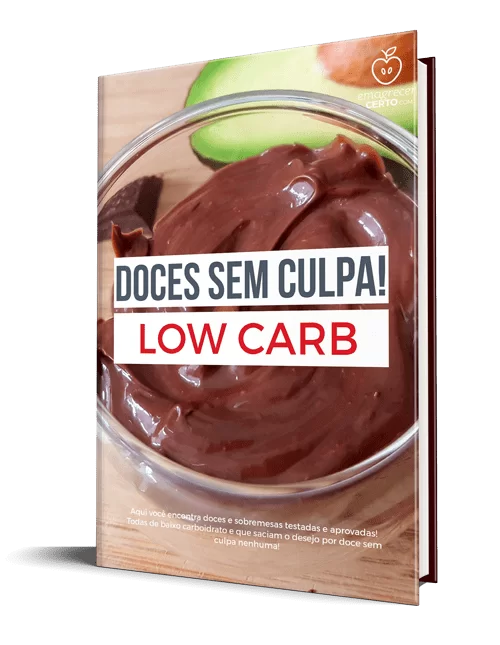 emagrecer
CERTO.com
DOCES SEM CULPA!
LOW CARB
Aqui você encontra doces e sobremesas testadas e aprovadas!
Todas de baixo carboidrato e que saciam o desejo por doce sem
culpa nenhuma!